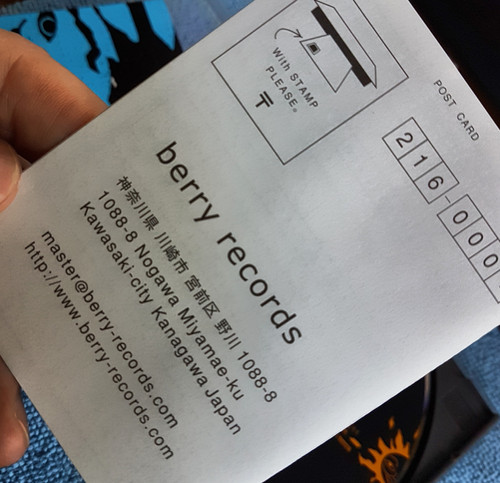 With STAMP
PLEASE。
〒
POST CARD
216-000
berry records
神奈川県 川崎市 宮前区 野川 1088-8
1088-8 Nogawa Miyamae-ku
Kawasaki-city Kanagawa Japan
master@berry-records.com
http://www.berry-records.com